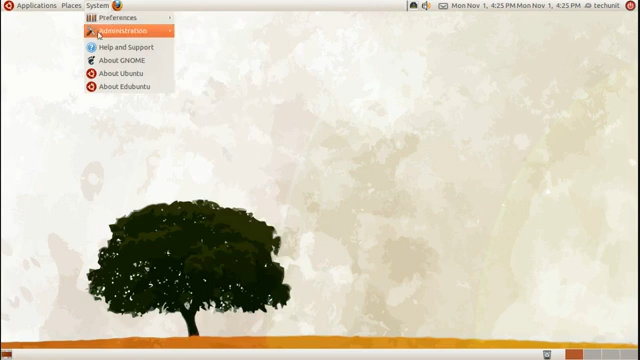 Applications Places System Mon Nov 1, 4:25 PM Mon Nov 1, 4:25 PM techunit
Preferences
Administration
Help and Support
About GNOME
About Ubuntu
About Edubuntu